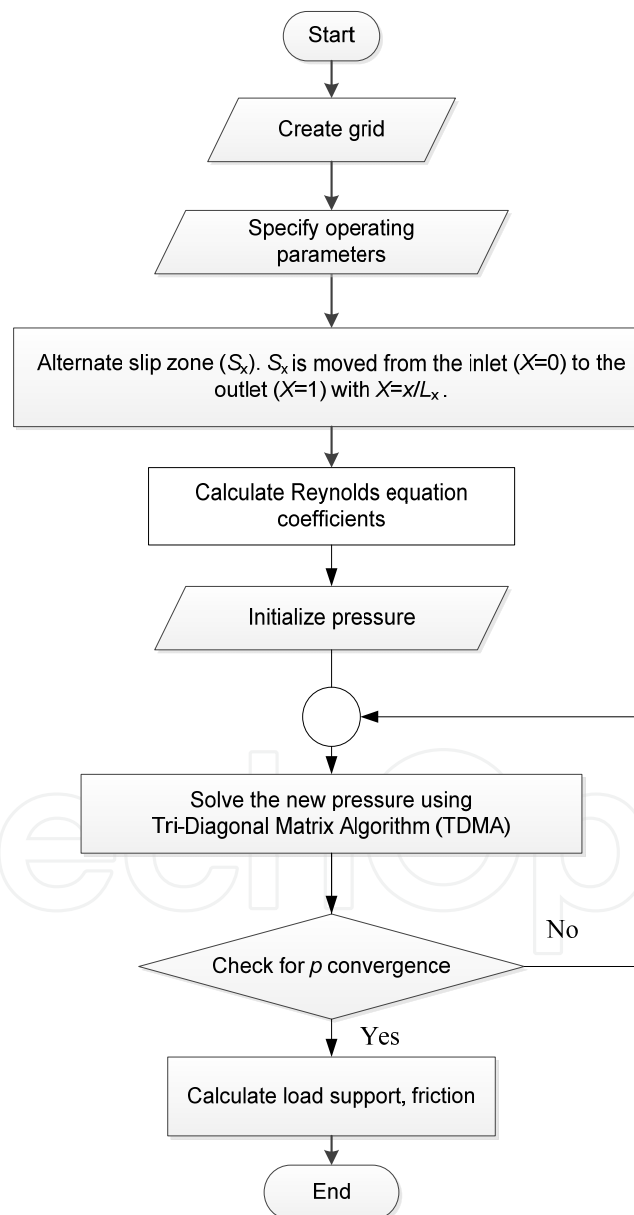 Start
Create grid
Specify operating
parameters
Alternate slip zone (Sx). Sx is moved from the inlet (X=0) to the
outlet (X=1) with X=x/Lx .
Calculate Reynolds equation
coefficients
Initialize pressure
Solve the new pressure using
Tri-Diagonal Matrix Algorithm (TDMA)
Check for p convergence
No
Yes
Calculate load support, friction
End